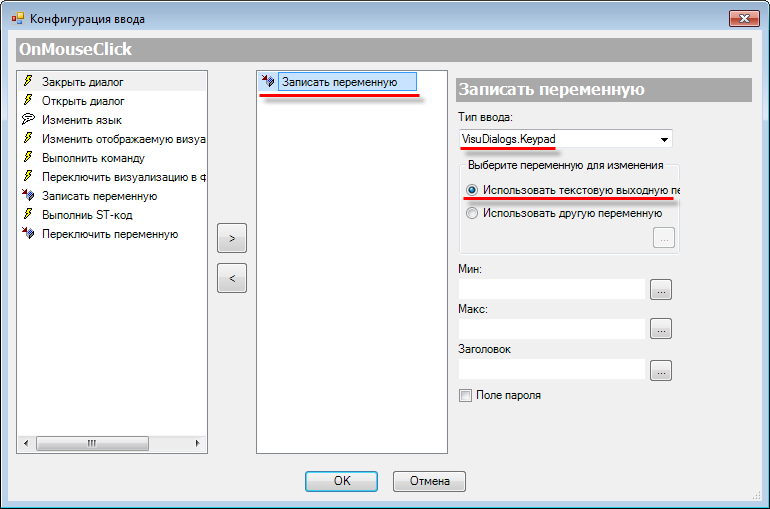 Конфигурация ввода
OnMouseClick
Закрыть диалог
Открыть диалог
Изменить язык
Изменить отображаемую визуа
Выполнить команду
Переключить визуализацию в ф
Записать переменную
Выполнить ST-код
Переключить переменную
>
<
Записать переменную
Записать переменную
Тип ввода:
VisuDialogs.Keypad
Выберите переменную для изменения
Использовать текстовую выходную пе
Использовать другую переменную
...
Мин:
...
Макс:
...
Заголовок
...
Поле пароля
OK
Отмена